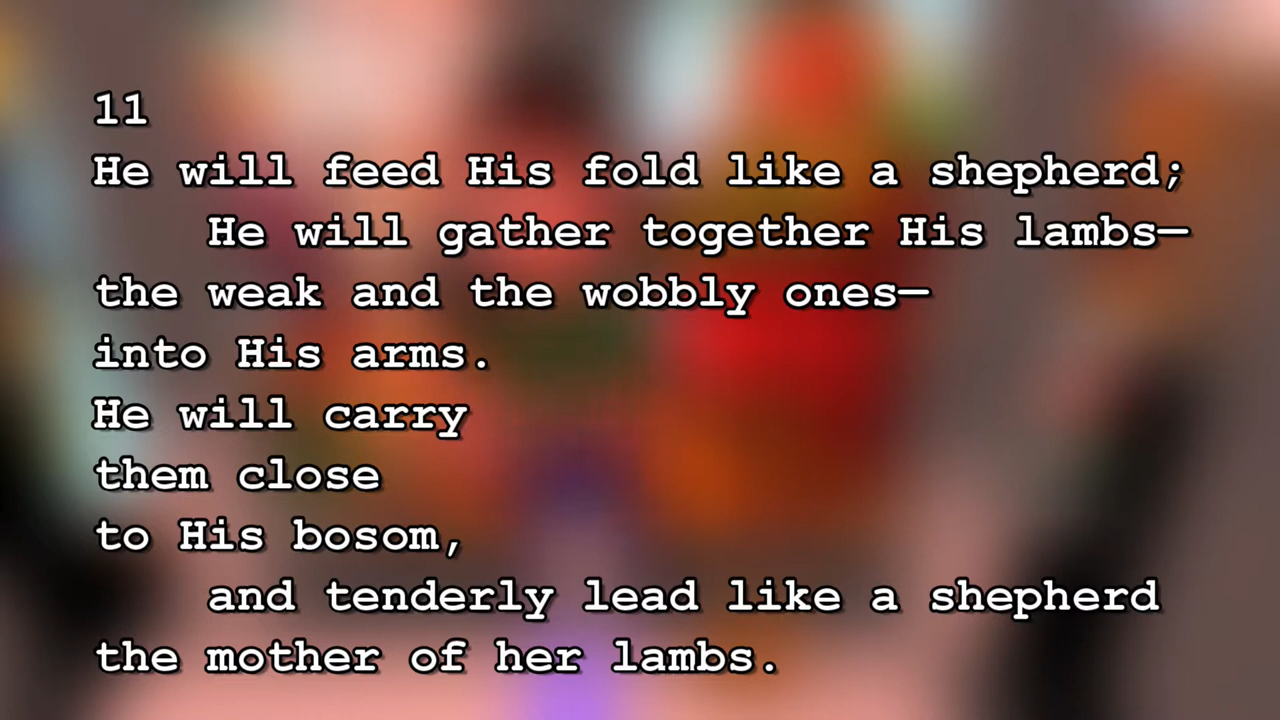 11
He will feed His fold like a shepherd;
He will gather together His lambs—
the weak and the wobbly ones—
into His arms.
He will carry
them close
to His bosom,
and tenderly lead like a shepherd
the mother of her lambs.